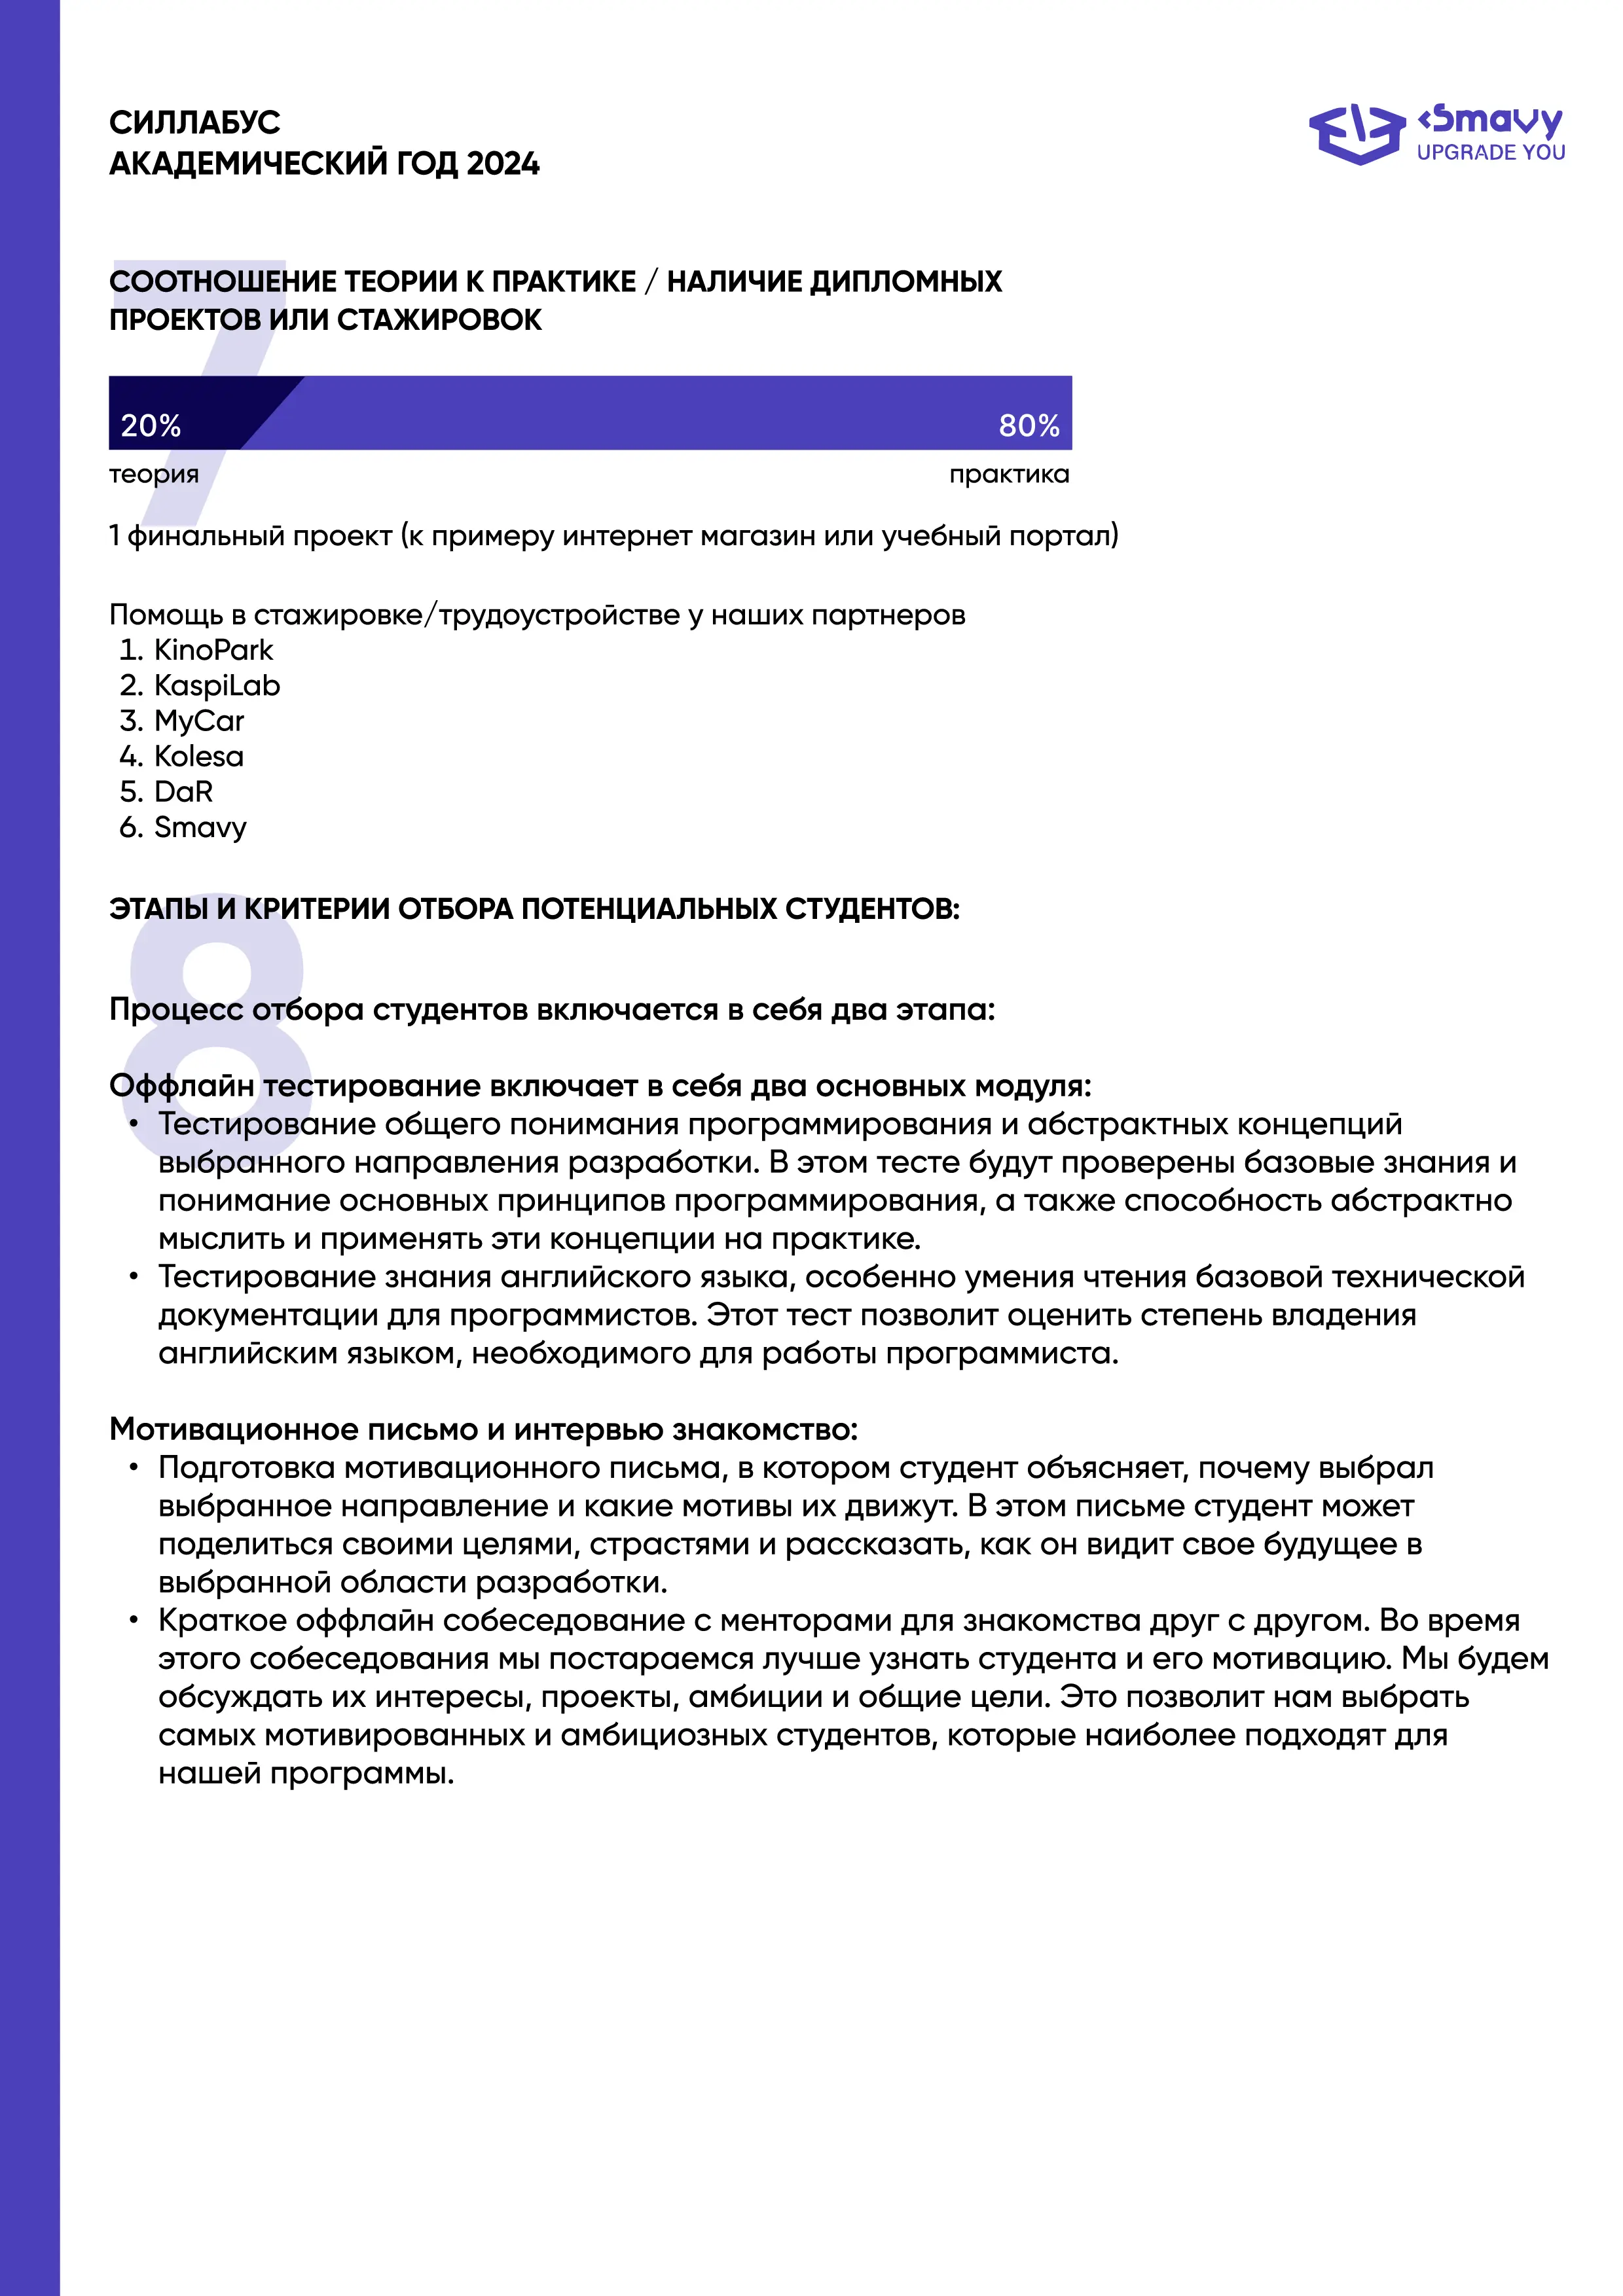 СИЛЛАБУС
АКАДЕМИЧЕСКИЙ ГОД 2024
Smavy
UPGRADE YOU
7
СООТНОШЕНИЕ ТЕОРИИ К ПРАКТИКЕ / НАЛИЧИЕ ДИПЛОМНЫХ
ПРОЕКТОВ ИЛИ СТАЖИРОВОК
20% 80%
теория практика
1 финальный проект (к примеру интернет магазин или учебный портал)
Помощь в стажировке/трудоустройстве у наших партнеров
1. KinoPark
2. KaspiLab
3. MyCar
4. Kolesa
5. DaR
6. Smavy
8
ЭТАПЫ И КРИТЕРИИ ОТБОРА ПОТЕНЦИАЛЬНЫХ СТУДЕНТОВ:
Процесс отбора студентов включается в себя два этапа:
Оффлайн тестирование включает в себя два основных модуля:
• Тестирование общего понимания программирования и абстрактных концепций
выбранного направления разработки. В этом тесте будут проверены базовые знания и
понимание основных принципов программирования, а также способность абстрактно
мыслить и применять эти концепции на практике.
• Тестирование знания английского языка, особенно умения чтения базовой технической
документации для программистов. Этот тест позволит оценить степень владения
английским языком, необходимого для работы программиста.
Мотивационное письмо и интервью знакомство:
• Подготовка мотивационного письма, в котором студент объясняет, почему выбрал
выбранное направление и какие мотивы их движут. В этом письме студент может
поделиться своими целями, страстями и рассказать, как он видит свое будущее в
выбранной области разработки.
• Краткое оффлайн собеседование с менторами для знакомства друг с другом. Во время
этого собеседования мы постараемся лучше узнать студента и его мотивацию. Мы будем
обсуждать их интересы, проекты, амбиции и общие цели. Это позволит нам выбрать
самых мотивированных и амбициозных студентов, которые наиболее подходят для
нашей программы.